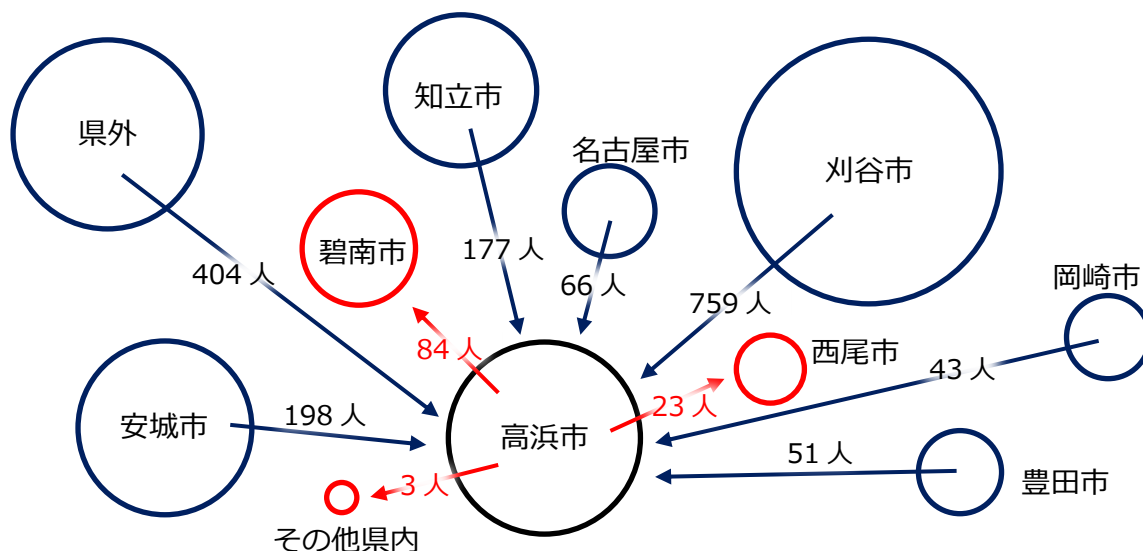 県外
知立市
名古屋市
刈谷市
碧南市
岡崎市
404 人
177 人
66 人
759 人
84 人
西尾市
43 人
安城市
198 人
23 人
高浜市
51 人
豊田市
3 人
その他県内